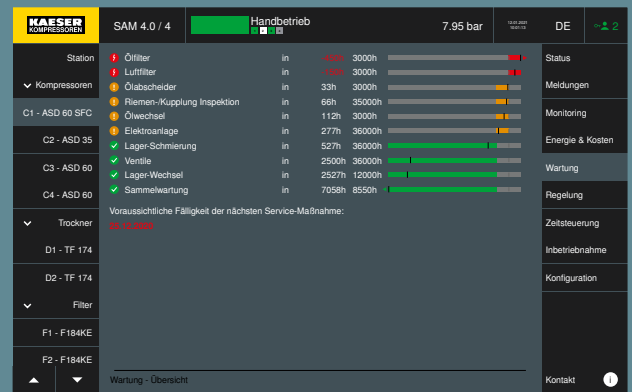 KAESER
KOMPRESSOREN
SAM 4.0 / 4
Handbetrieb
7.95 bar
DE
2
Station
Kompressoren
C1 - ASD 60 SFC
C2 - ASD 35
C3 - ASD 60
C4 - ASD 60
Trockner
D1 - TF 174
D2 - TF 174
Filter
F1 - F184KE
F2 - F184KE
Ölfilter in 3000h
Luftfilter in 3000h
Ölabscheider in 33h 3000h
Riemen-/Kupplung Inspektion in 66h 35000h
Ölwechsel in 112h 3000h
Elektroanlage in 277h 36000h
Lager-Schmierung in 527h 36000h
Ventile in 2500h 36000h
Lager-Wechsel in 2527h 12000h
Sammelwartung in 7058h 8550h
Voraussichtliche Fälligkeit der nächsten Service-Maßnahme:
Wartung - Übersicht
Status
Meldungen
Monitoring
Energie & Kosten
Wartung
Regelung
Zeitsteuerung
Inbetriebnahme
Konfiguration
Kontakt i